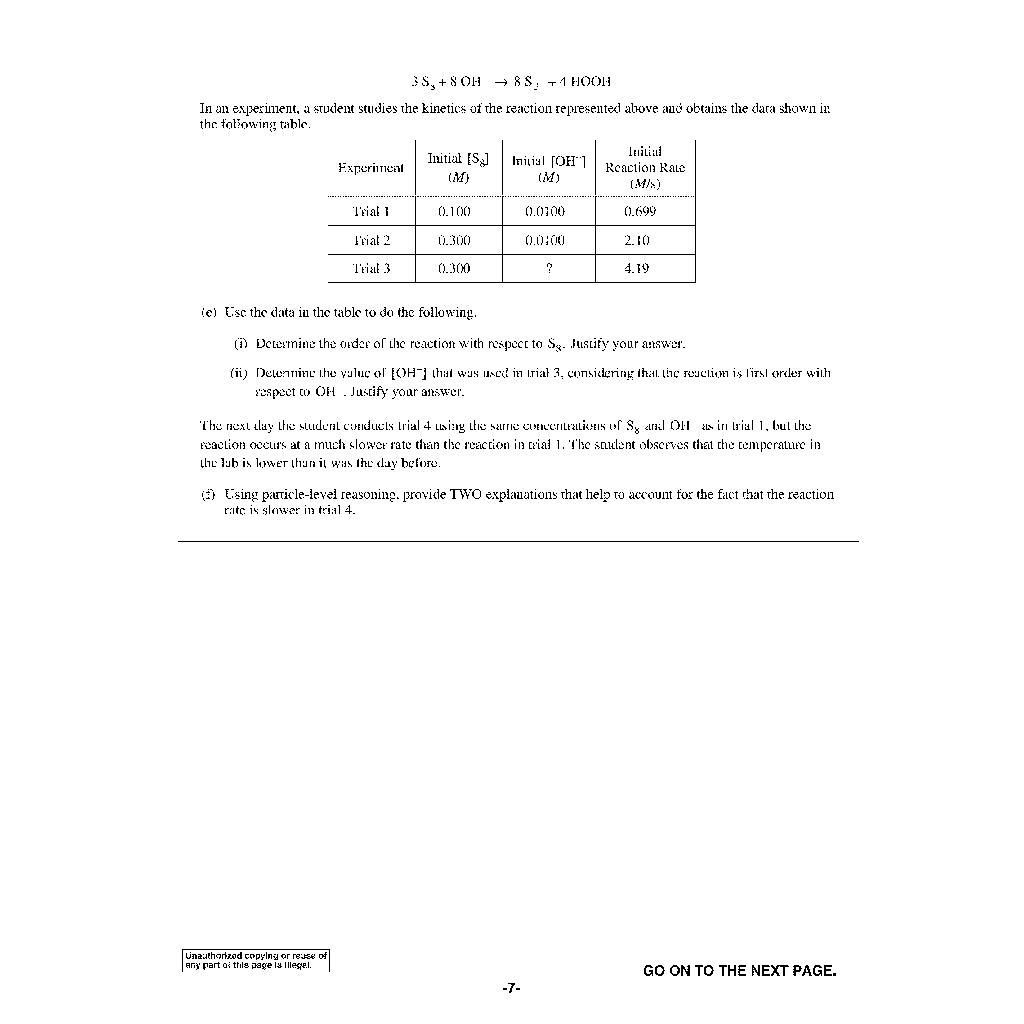 3 S₈ + 8 OH → 8 S₃ + 4 HOOH
In an experiment, a student studies the kinetics of the reaction represented above and obtains the data shown in
the following table.
Experiment | Initial [S₈] (M) | Initial [OH⁻] (M) | Initial Reaction Rate (M/s)
Trial 1 | 0.100 | 0.0100 | 0.699
Trial 2 | 0.300 | 0.0100 | 2.10
Trial 3 | 0.300 | ? | 4.19
(e) Use the data in the table to do the following.
(i) Determine the order of the reaction with respect to S₈. Justify your answer.
(ii) Determine the value of [OH⁻] that was used in trial 3, considering that the reaction is first order with
respect to OH⁻. Justify your answer.
The next day the student conducts trial 4 using the same concentrations of S₈ and OH⁻ as in trial 1, but the
reaction occurs at a much slower rate than the reaction in trial 1. The student observes that the temperature in
the lab is lower than it was the day before.
(f) Using particle-level reasoning, provide TWO explanations that help to account for the fact that the reaction
rate is slower in trial 4.
Unauthorized copying or reuse of
any part of this page is illegal.
GO ON TO THE NEXT PAGE.
-7-